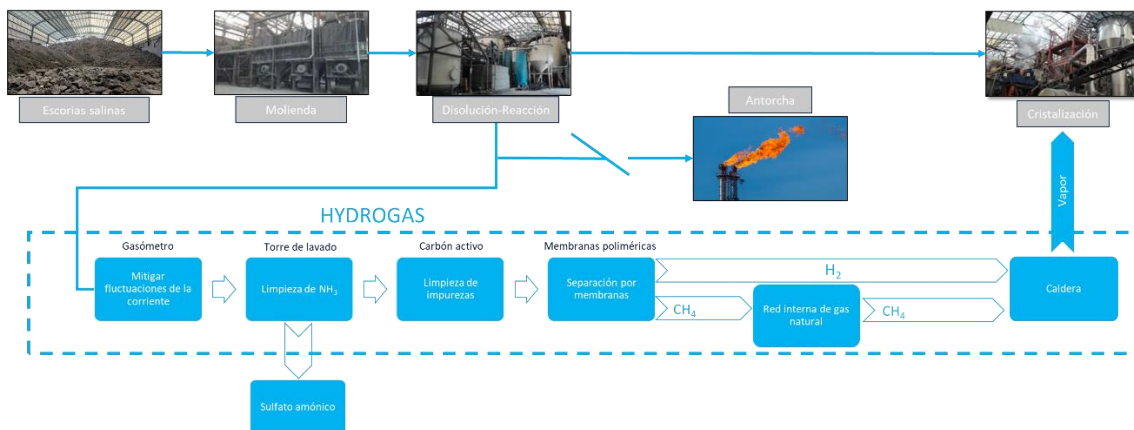 Escorias salinas
Molienda
Disolución-Reacción
Antorcha
Cristalización
Vapor
HYDROGAS
Gasómetro
Torre de lavado
Carbón activo
Membranas poliméricas
Mitigar
fluctuaciones de la
corriente
Limpieza de NH₃
Limpieza de
impurezas
Separación por
membranas
H₂
CH₄
Red interna de gas
natural
CH₄
Caldera
Sulfato amónico